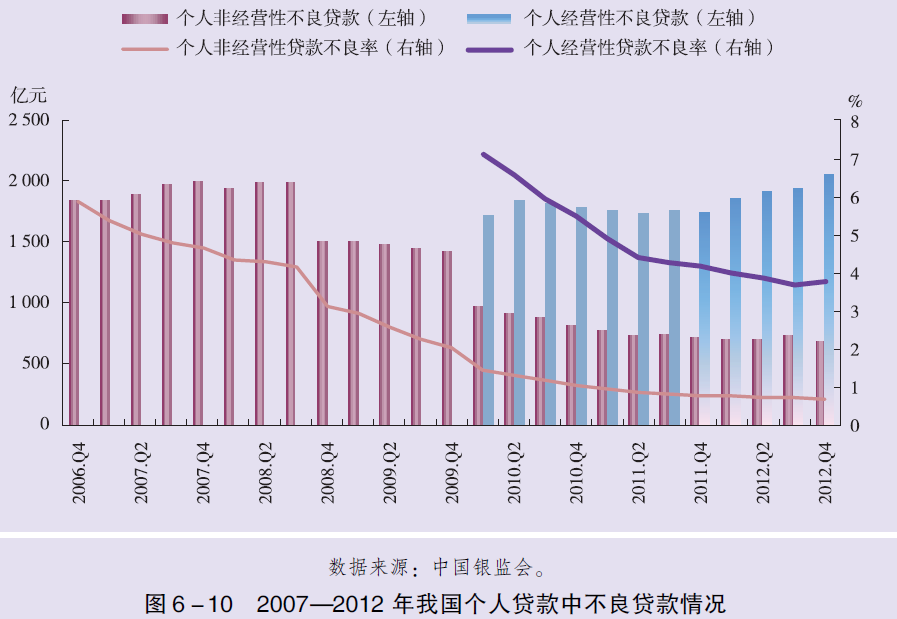 个人非经营性不良贷款（左轴） 个人经营性不良贷款（左轴）
个人非经营性贷款不良率（右轴） 个人经营性贷款不良率（右轴）
亿元 %
2 500 8
7
2 000
6
1 500 5
4
1 000
3
2
500
1
0 0
2006.Q4 2007.Q2 2007.Q4 2008.Q2 2008.Q4 2009.Q2 2009.Q4 2010.Q2 2010.Q4 2011.Q2 2011.Q4 2012.Q2 2012.Q4
数据来源：中国银监会。
图 6－10 2007—2012 年我国个人贷款中不良贷款情况